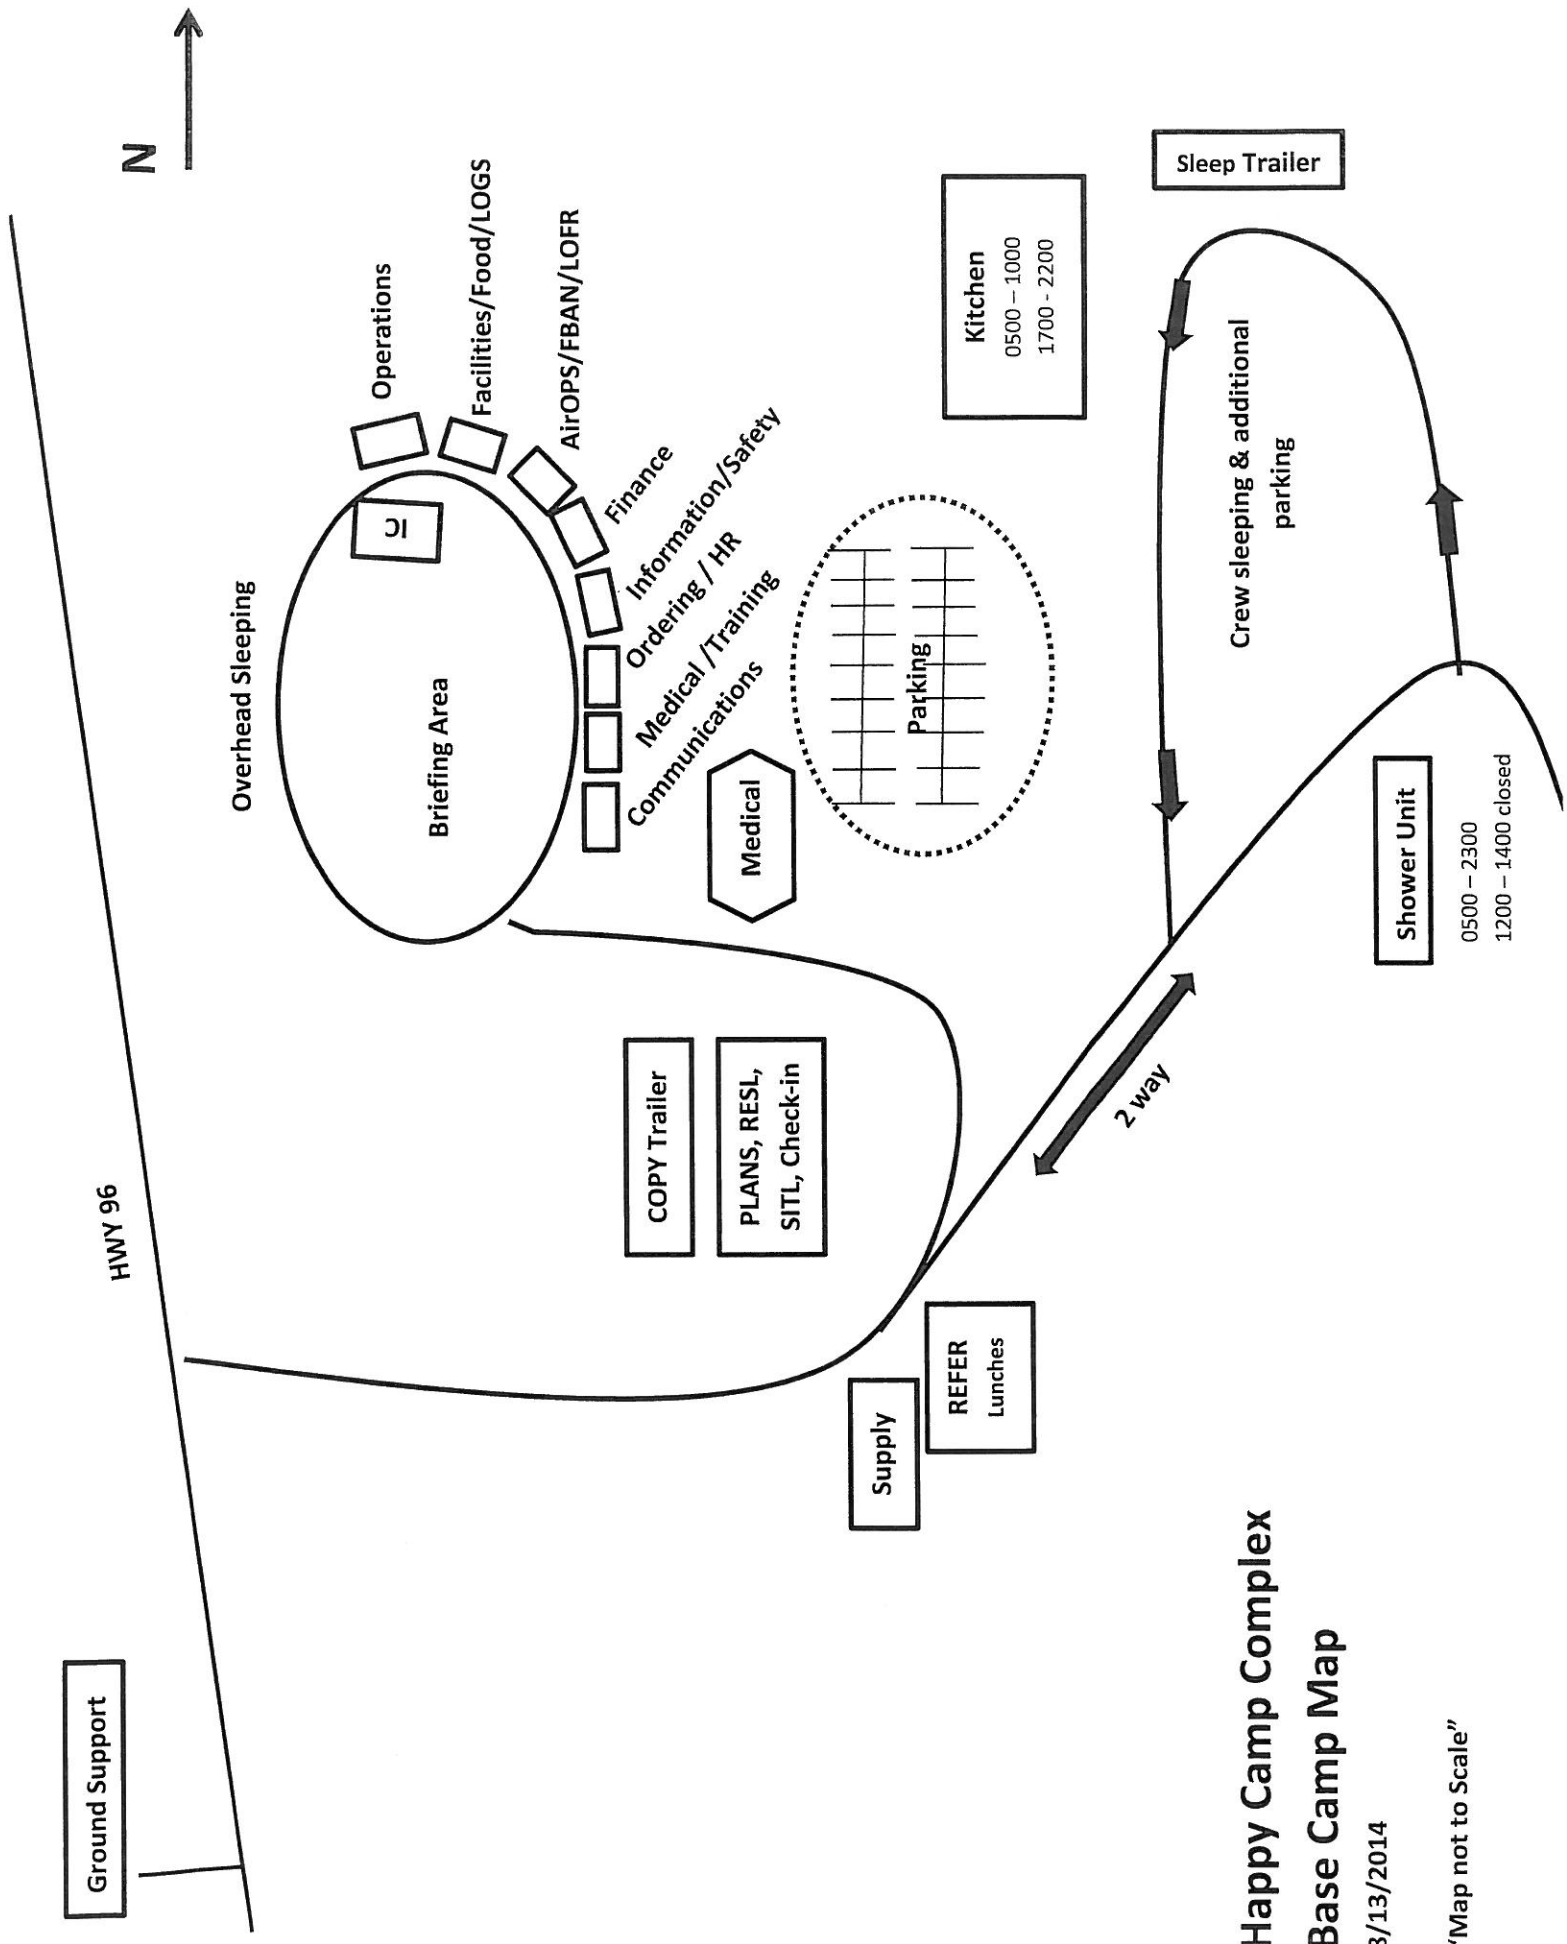 N
HWY 96
Ground Support
Overhead Sleeping
IC
Briefing Area
Operations
Facilities/Food/LOGS
AirOPS/FBAN/LOFR
Finance
Information/Safety
Ordering / HR
Medical /Training
Communications
Medical
Parking
Kitchen
0500 – 1000
1700 - 2200
Sleep Trailer
Crew sleeping & additional
parking
COPY Trailer
PLANS, RESL,
SITL, Check-in
2 way
Supply
REFER
Lunches
Shower Unit
0500 – 2300
1200 – 1400 closed
Happy Camp Complex
Base Camp Map
8/13/2014
“Map not to Scale”